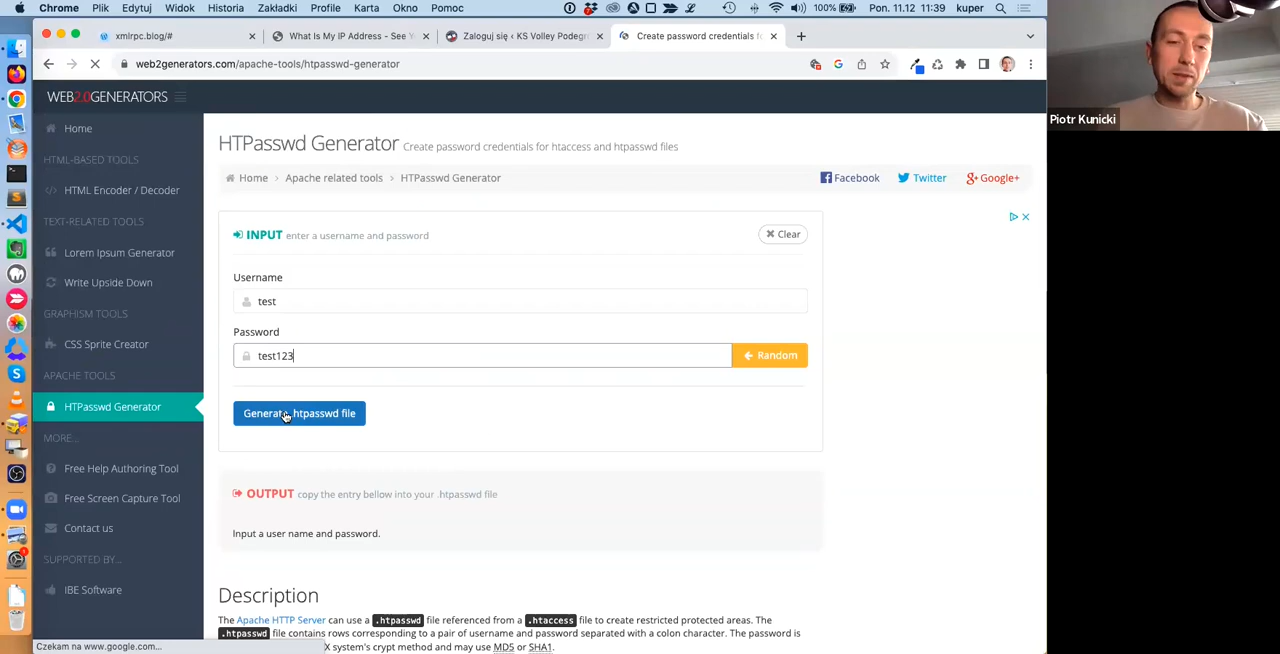 Chrome Plik Edytuj Widok Historia Zakładki Profile Karta Okno Pomoc 100% Pon. 11.12 11:39 kuper
xmlrpc.blog/# What Is My IP Address - See Y Zaloguj się ‹ KS Volley Podegr Create password credentials fo
web2generators.com/apache-tools/htpasswd-generator
Piotr Kunicki
WEB2.0GENERATORS
Home
HTML-BASED TOOLS
HTML Encoder / Decoder
TEXT-RELATED TOOLS
Lorem Ipsum Generator
Write Upside Down
GRAPHISM TOOLS
CSS Sprite Creator
APACHE TOOLS
HTPasswd Generator
MORE...
Free Help Authoring Tool
Free Screen Capture Tool
Contact us
SUPPORTED BY...
IBE Software
HTPasswd Generator Create password credentials for htaccess and htpasswd files
Home > Apache related tools > HTPasswd Generator Facebook Twitter Google+
INPUT enter a username and password Clear
Username
test
Password
test123 Random
Generate htpasswd file
OUTPUT copy the entry bellow into your .htpasswd file
Input a user name and password.
Description
The Apache HTTP Server can use a .htpasswd file referenced from a .htaccess file to create restricted protected areas. The
.htpasswd file contains rows corresponding to a pair of username and password separated with a colon character. The password is
X system's crypt method and may use MD5 or SHA1.
Czekam na www.google.com...